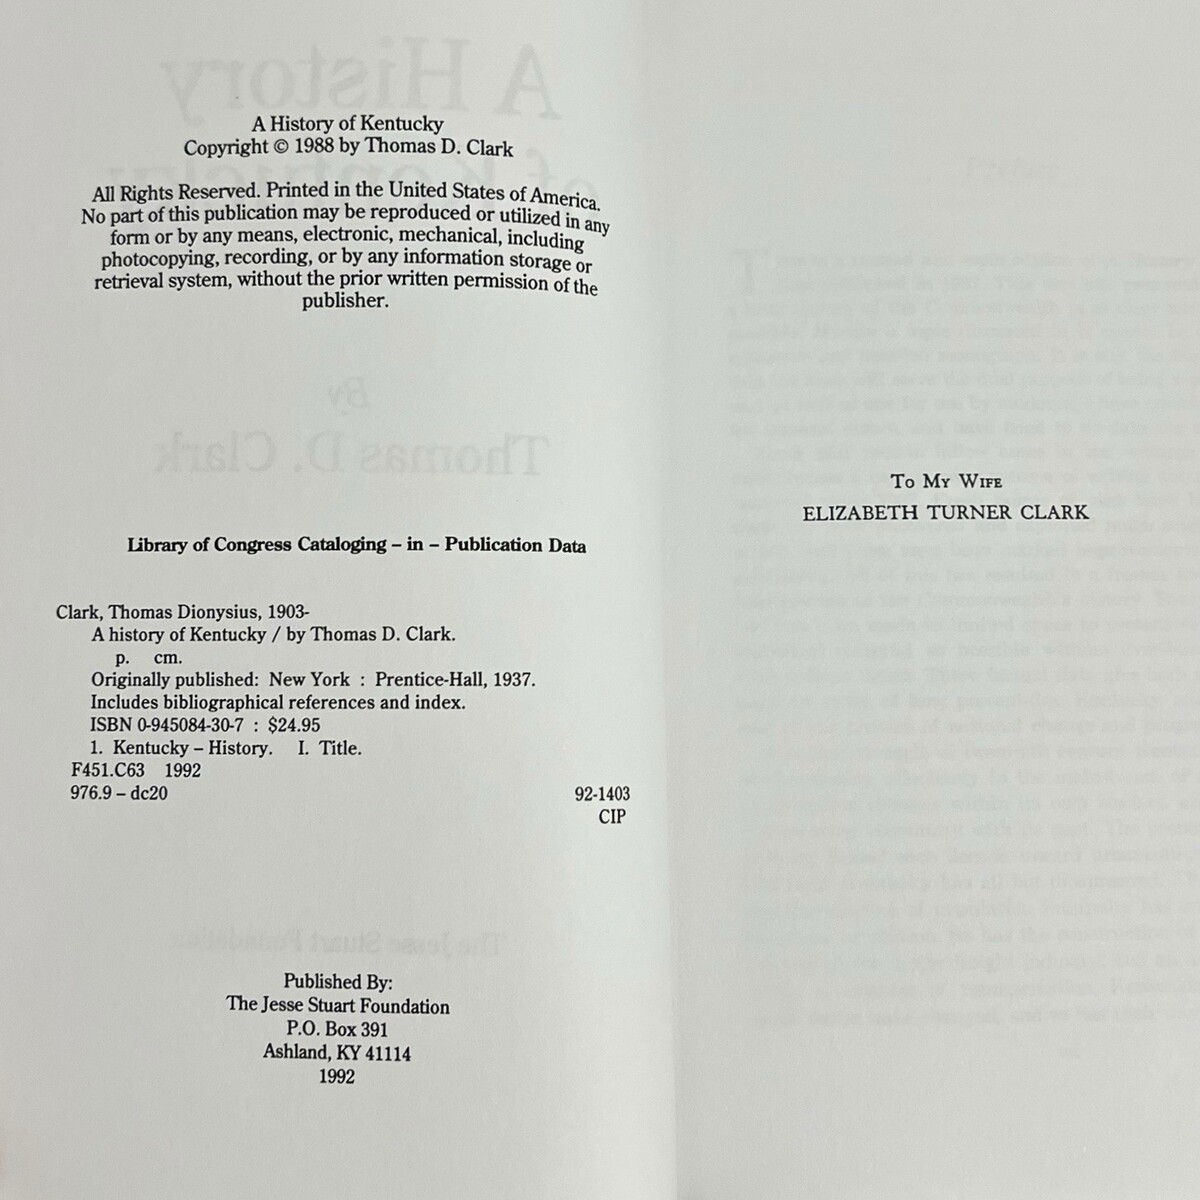 A History of Kentucky
Copyright © 1988 by Thomas D. Clark
All Rights Reserved. Printed in the United States of America.
No part of this publication may be reproduced or utilized in any
form or by any means, electronic, mechanical, including
photocopying, recording, or by any information storage or
retrieval system, without the prior written permission of the
publisher.
Library of Congress Cataloging – in – Publication Data
Clark, Thomas Dionysius, 1903-
A history of Kentucky / by Thomas D. Clark.
p. cm.
Originally published: New York : Prentice-Hall, 1937.
Includes bibliographical references and index.
ISBN 0-945084-30-7 : $24.95
1. Kentucky – History. I. Title.
F451.C63 1992
976.9 – dc20 92-1403
CIP
Published By:
The Jesse Stuart Foundation
P.O. Box 391
Ashland, KY 41114
1992
To My Wife
ELIZABETH TURNER CLARK